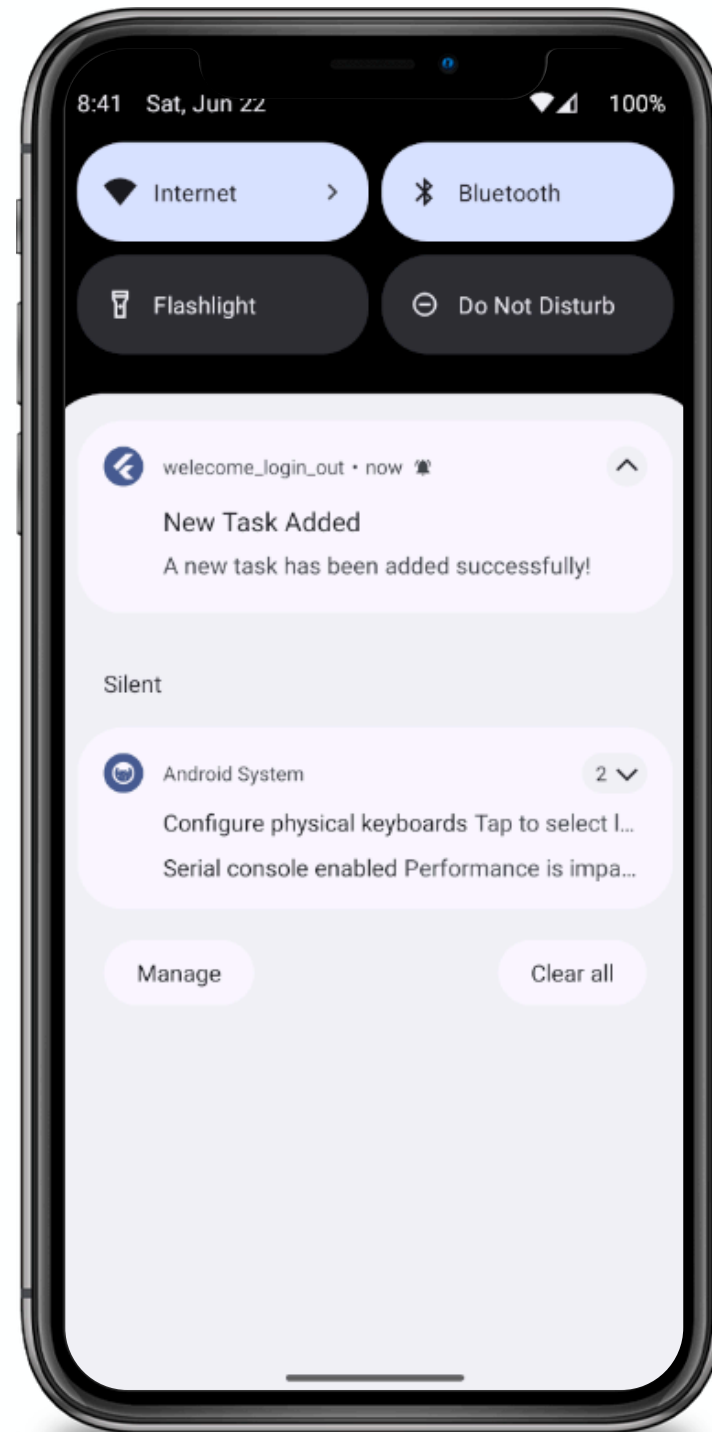 8:41 Sat, Jun 22 100%
Internet Bluetooth
Flashlight Do Not Disturb
welecome_login_out • now
New Task Added
A new task has been added successfully!
Silent
Android System 2
Configure physical keyboards Tap to select l...
Serial console enabled Performance is impa...
Manage Clear all